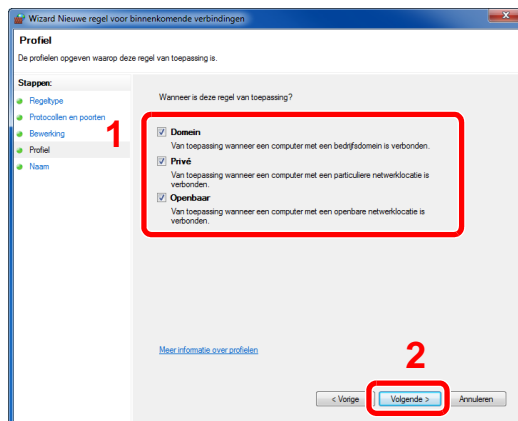 Wizard Nieuwe regel voor binnenkomende verbindingen
Profiel
De profielen opgeven waarop deze regel van toepassing is.
Stappen:
Regeltype
Protocollen en poorten
Bewerking
Profiel
Naam
1
Wanneer is deze regel van toepassing?
Domein
Van toepassing wanneer een computer met een bedrijfsdomein is verbonden.
Privé
Van toepassing wanneer een computer met een particuliere netwerklocatie is
verbonden.
Openbaar
Van toepassing wanneer een computer met een openbare netwerklocatie is
verbonden.
Meer informatie over profielen
2
< Vorige
Volgende >
Annuleren